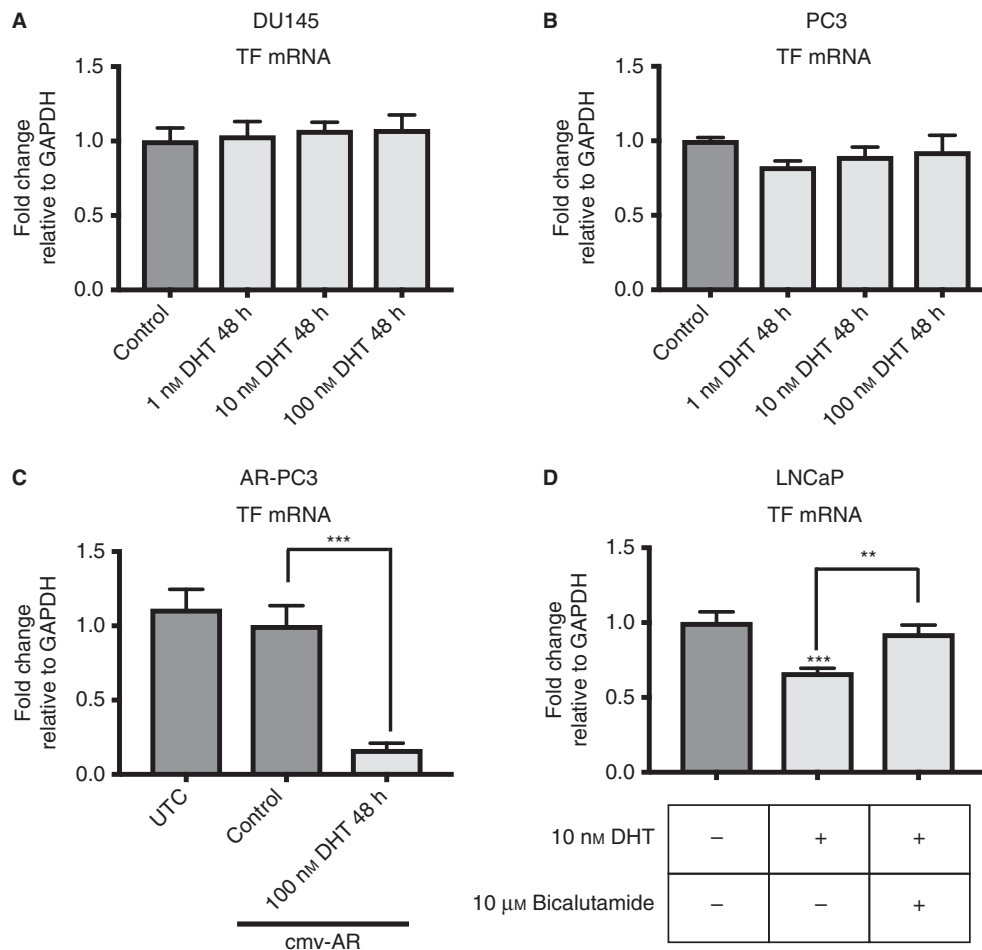 A
DU145
TF mRNA
Fold change
relative to GAPDH
1.5
1.0
0.5
0.0
Control
1 nM DHT 48 h
10 nM DHT 48 h
100 nM DHT 48 h
B
PC3
TF mRNA
Fold change
relative to GAPDH
1.5
1.0
0.5
0.0
Control
1 nM DHT 48 h
10 nM DHT 48 h
100 nM DHT 48 h
C
AR-PC3
TF mRNA
Fold change
relative to GAPDH
1.5
1.0
0.5
0.0
***
UTC
Control
100 nM DHT 48 h
cmv-AR
D
LNCaP
TF mRNA
Fold change
relative to GAPDH
1.5
1.0
0.5
0.0
**
***
10 nM DHT – + +
10 µM Bicalutamide – – +